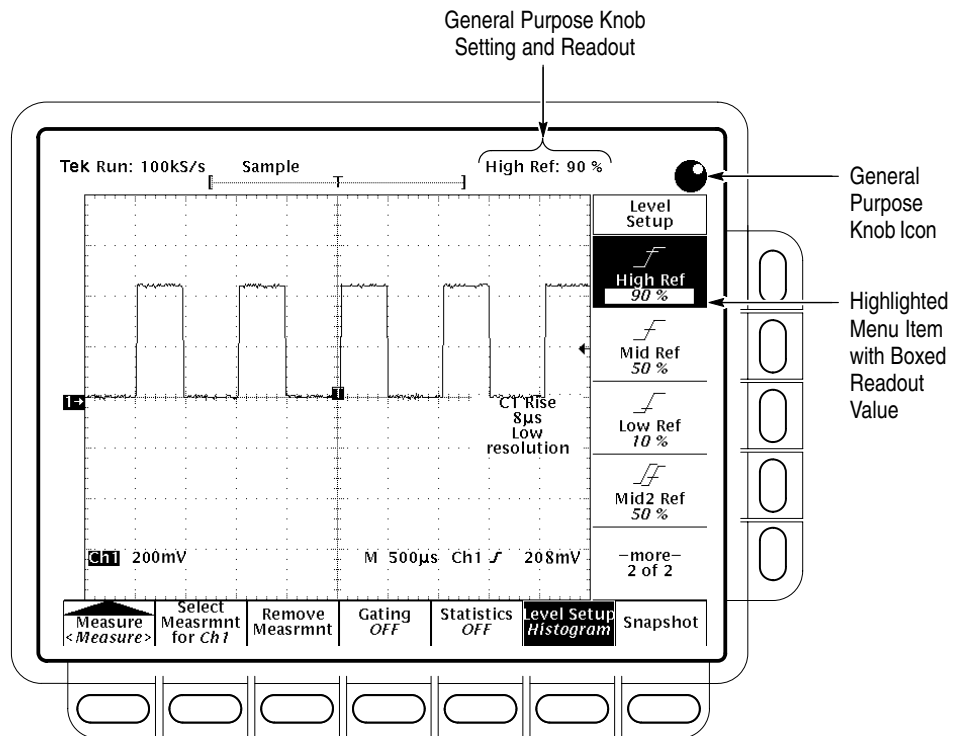 General Purpose Knob
Setting and Readout
Tek Run: 100kS/s Sample
High Ref: 90 %
[ T ]
General
Purpose
Knob Icon
Level
Setup
High Ref
90 %
Highlighted
Menu Item
with Boxed
Readout
Value
Mid Ref
50 %
Low Ref
10 %
Mid2 Ref
50 %
–more–
2 of 2
T
1→
C1 Rise
8µs
Low
resolution
Ch1 200mV M 500µs Ch1 208mV
Measure
<Measure>
Select
Measrmnt
for Ch1
Remove
Measrmnt
Gating
OFF
Statistics
OFF
Level Setup
Histogram
Snapshot